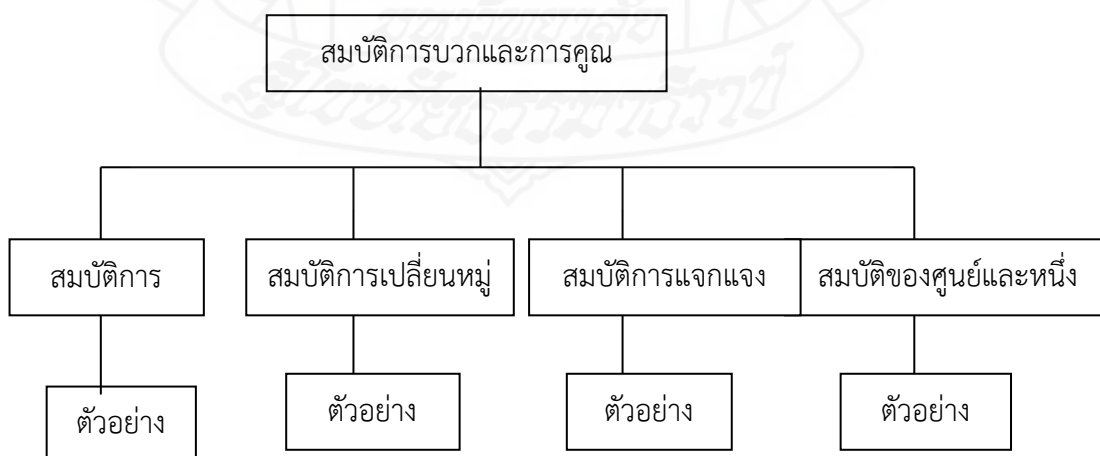 สมบัติการบวกและการคูณ
สมบัติการ
สมบัติการเปลี่ยนหมู่
สมบัติการแจกแจง
สมบัติของศูนย์และหนึ่ง
ตัวอย่าง
ตัวอย่าง
ตัวอย่าง
ตัวอย่าง